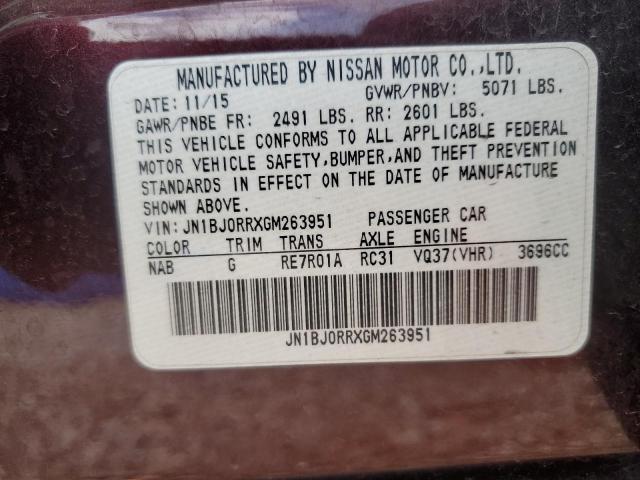 MANUFACTURED BY NISSAN MOTOR CO.,LTD.
DATE: 11/15 GVWR/PNBV: 5071 LBS.
GAWR/PNBE FR: 2491 LBS. RR: 2601 LBS.
THIS VEHICLE CONFORMS TO ALL APPLICABLE FEDERAL
MOTOR VEHICLE SAFETY,BUMPER,AND THEFT PREVENTION
STANDARDS IN EFFECT ON THE DATE OF MANUFACTURE
SHOWN ABOVE.
VIN: JN1BJ0RRXGM263951 PASSENGER CAR
COLOR TRIM TRANS AXLE ENGINE
NAB G RE7R01A RC31 VQ37(VHR) 3696CC
JN1BJ0RRXGM263951